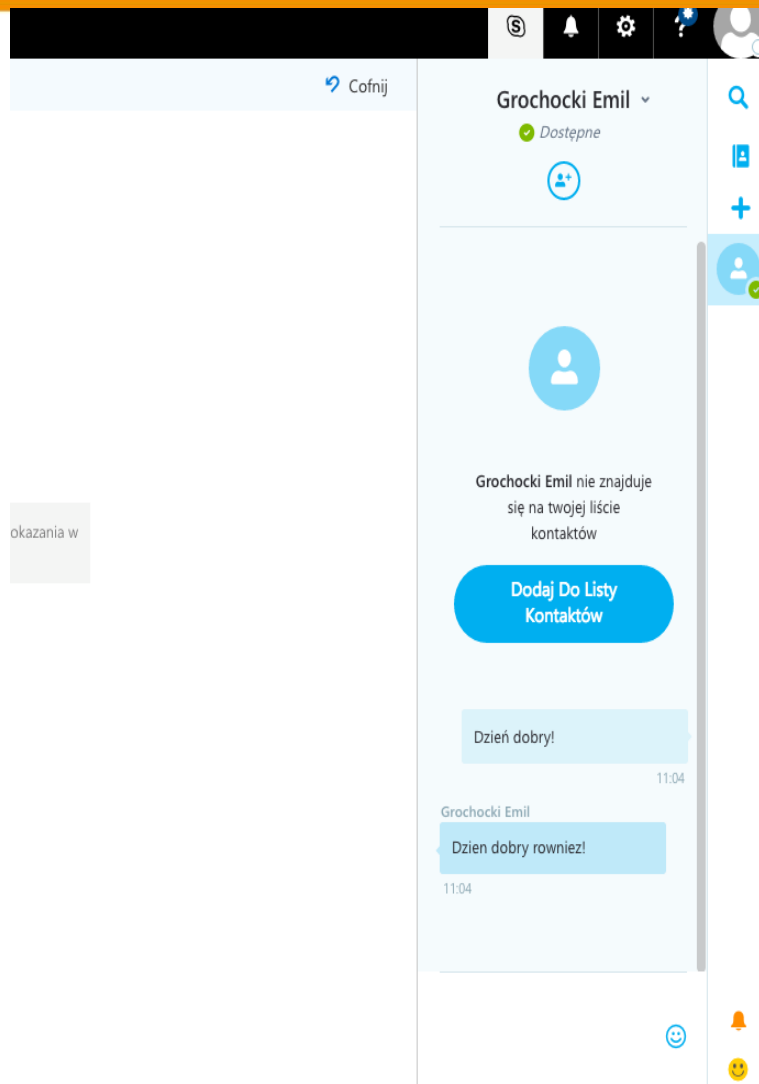 Cofnij
okazania w
Grochocki Emil
Dostępne
Grochocki Emil nie znajduje
się na twojej liście
kontaktów
Dodaj Do Listy
Kontaktów
Dzień dobry!
11:04
Grochocki Emil
Dzien dobry rowniez!
11:04